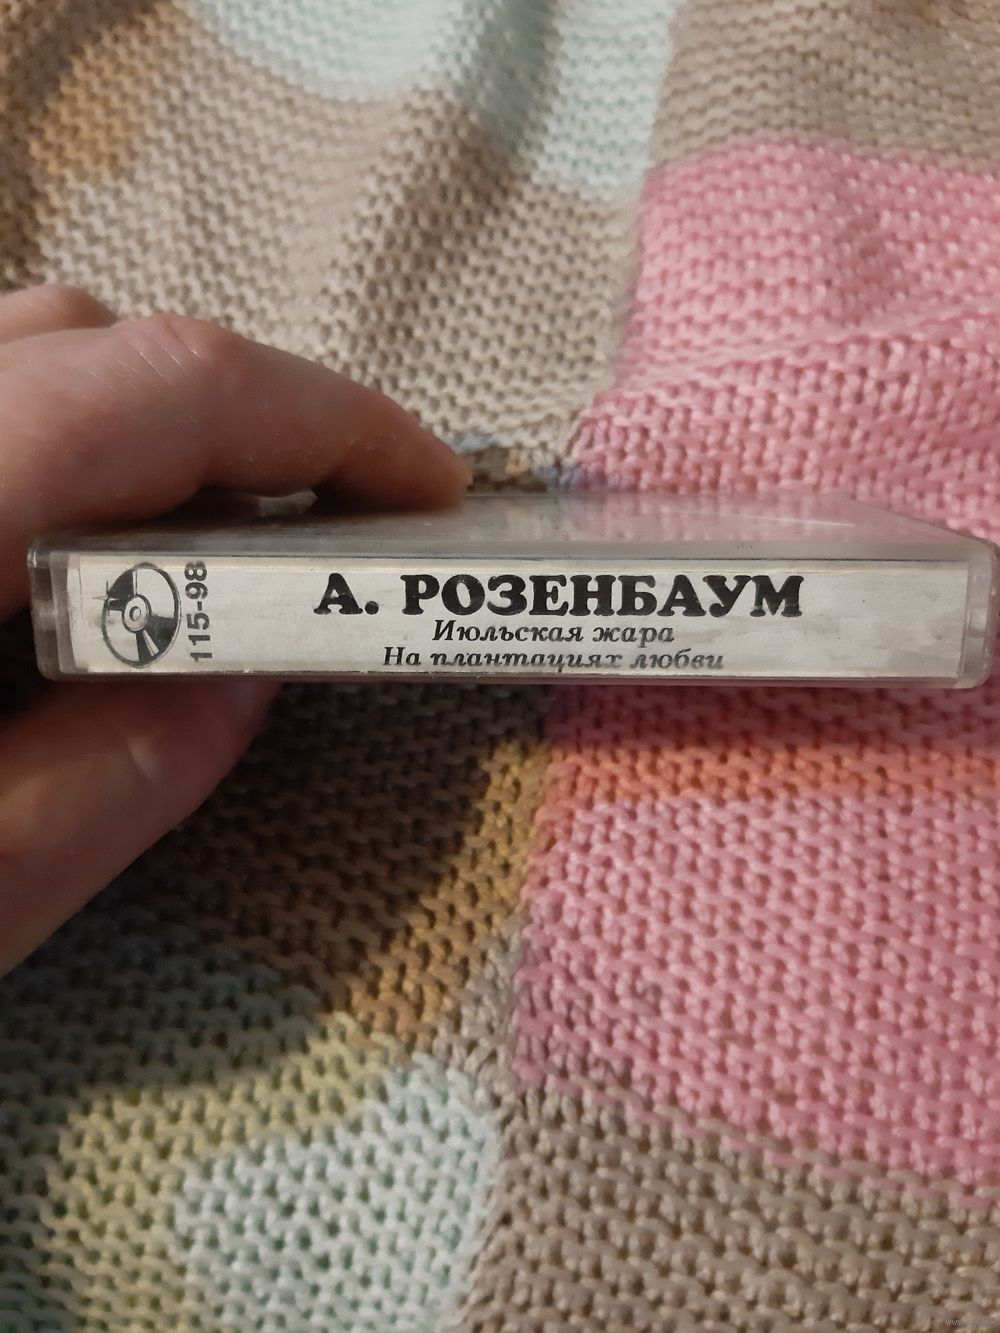 115-98
А. РОЗЕНБАУМ
Июльская жара
На плантациях любви